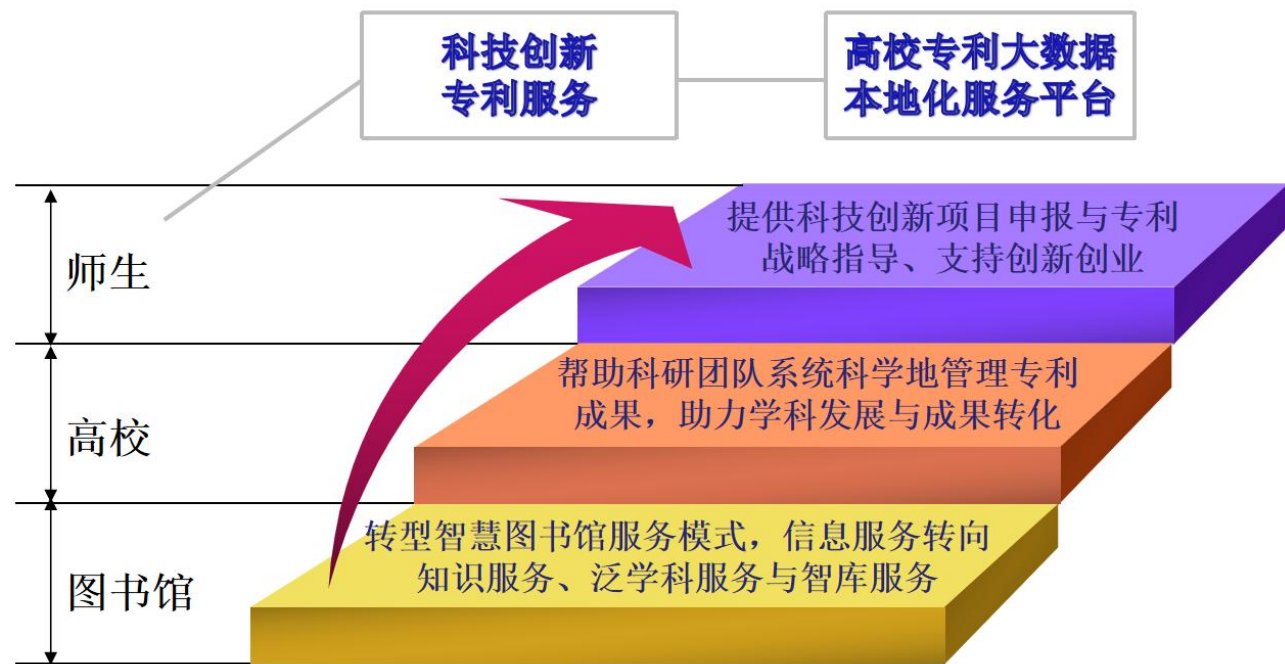 科技创新
专利服务
高校专利大数据
本地化服务平台
师生
提供科技创新项目申报与专利
战略指导、支持创新创业
高校
帮助科研团队系统科学地管理专利
成果，助力学科发展与成果转化
图书馆
转型智慧图书馆服务模式，信息服务转向
知识服务、泛学科服务与智库服务